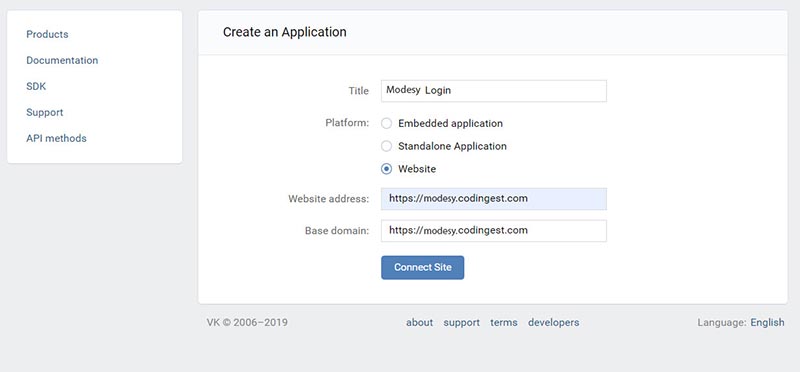 Products
Documentation
SDK
Support
API methods
Create an Application
Title
Modesy Login
Platform:
Embedded application
Standalone Application
Website
Website address:
https://modesy.codingest.com
Base domain:
https://modesy.codingest.com
Connect Site
VK © 2006–2019
about support terms developers
Language: English